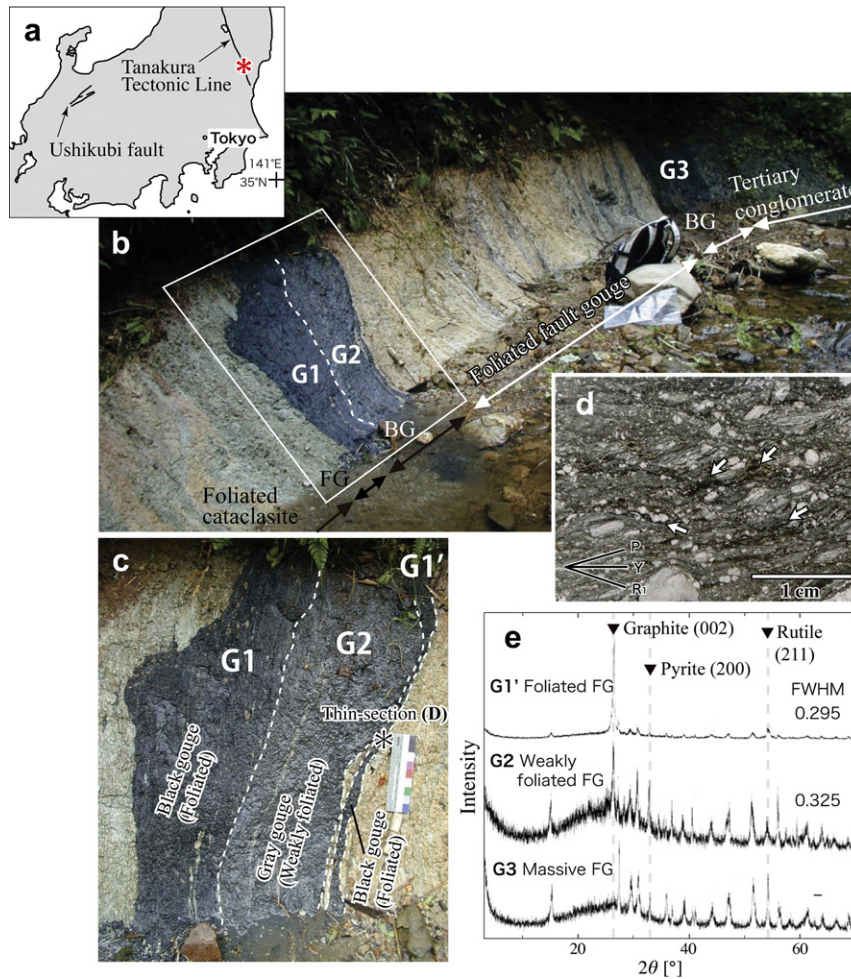 a
Tanakura
Tectonic Line
*
Ushikubi fault
Tokyo
141°E
35°N
b
G1
G2
G3
BG
Tertiary
conglomerate
Foliated fault gouge
BG
FG
Foliated
cataclasite
c
G1
G2
G1'
Thin-section (D)
*
Black gouge
(Foliated)
Gray gouge
(Weakly foliated)
Black gouge
(Foliated)
d
P
Y
R1
1 cm
e
▼ Graphite (002)
▼ Rutile
(211)
▼ Pyrite (200)
G1' Foliated FG
FWHM
0.295
G2 Weakly
foliated FG
0.325
G3 Massive FG
–
Intensity
20
40
60
2θ [°]